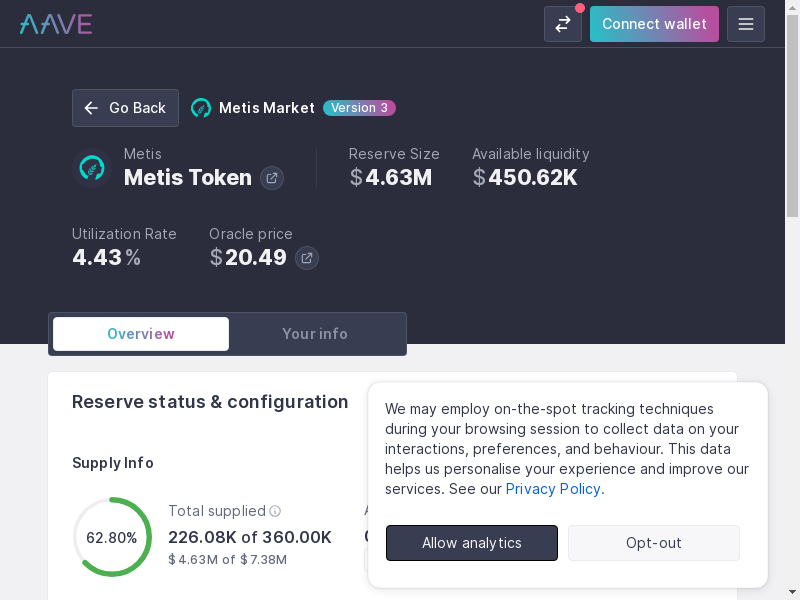 AAVE
Connect wallet
Go Back
Metis Market
Version 3
Metis
Metis Token
Reserve Size
$4.63M
Available liquidity
$450.62K
Utilization Rate
4.43%
Oracle price
$20.49
Overview
Your info
Reserve status & configuration
Supply Info
62.80%
Total supplied
226.08K of 360.00K
$4.63M of $7.38M
We may employ on-the-spot tracking techniques
during your browsing session to collect data on your
interactions, preferences, and behaviour. This data
helps us personalise your experience and improve our
services. See our Privacy Policy.
Allow analytics
Opt-out